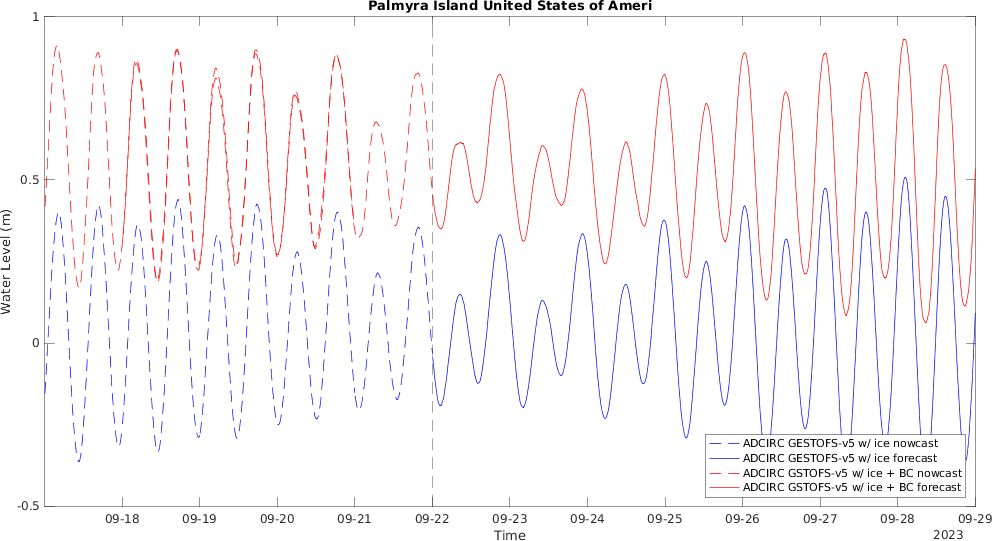 Palmyra Island United States of Ameri
1
0.5
0
-0.5
Water Level (m)
ADCIRC GESTOFS-v5 w/ ice nowcast
ADCIRC GESTOFS-v5 w/ ice forecast
ADCIRC GSTOFS-v5 w/ ice + BC nowcast
ADCIRC GSTOFS-v5 w/ ice + BC forecast
09-18 09-19 09-20 09-21 09-22 09-23 09-24 09-25 09-26 09-27 09-28 09-29
Time
2023